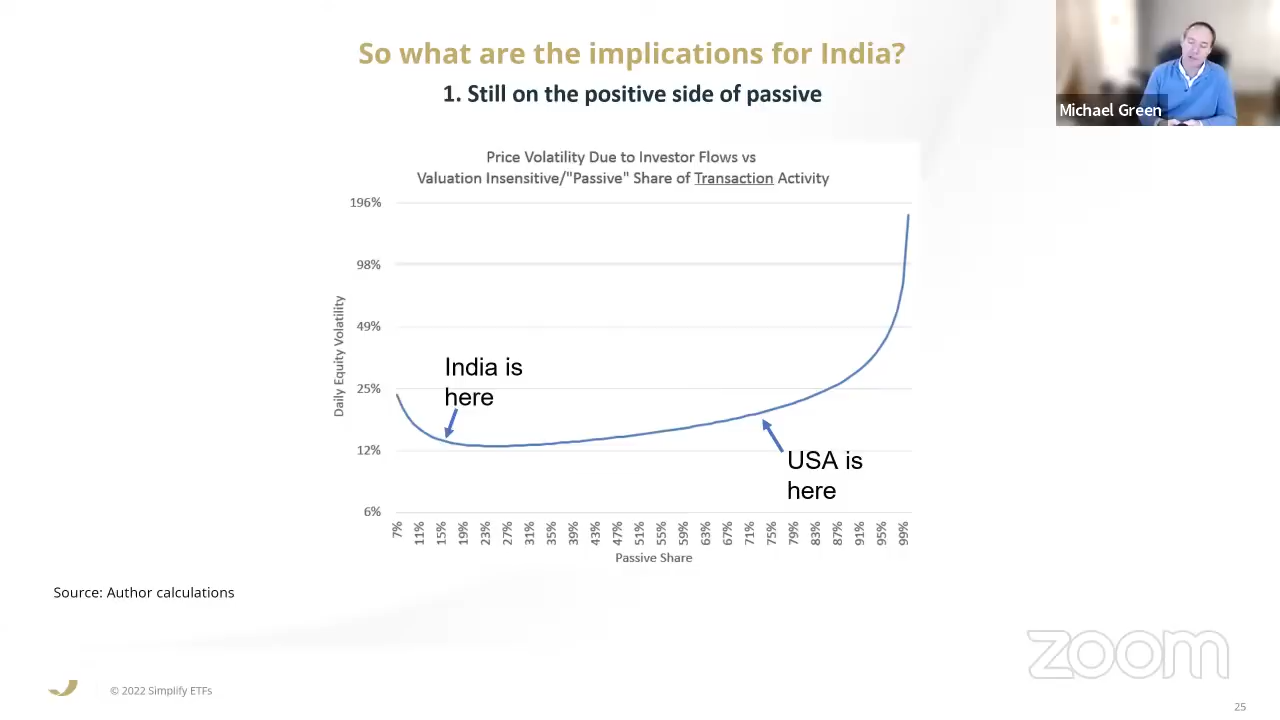 So what are the implications for India?
1. Still on the positive side of passive
Michael Green
Price Volatility Due to Investor Flows vs
Valuation Insensitive/"Passive" Share of Transaction Activity
196%
98%
49%
25%
12%
6%
Daily Equity Volatility
India is
here
USA is
here
7%
11%
15%
19%
23%
27%
31%
35%
39%
43%
47%
51%
55%
59%
63%
67%
71%
75%
79%
83%
87%
91%
95%
99%
Passive Share
Source: Author calculations
zoom
© 2022 Simplify ETFs
25